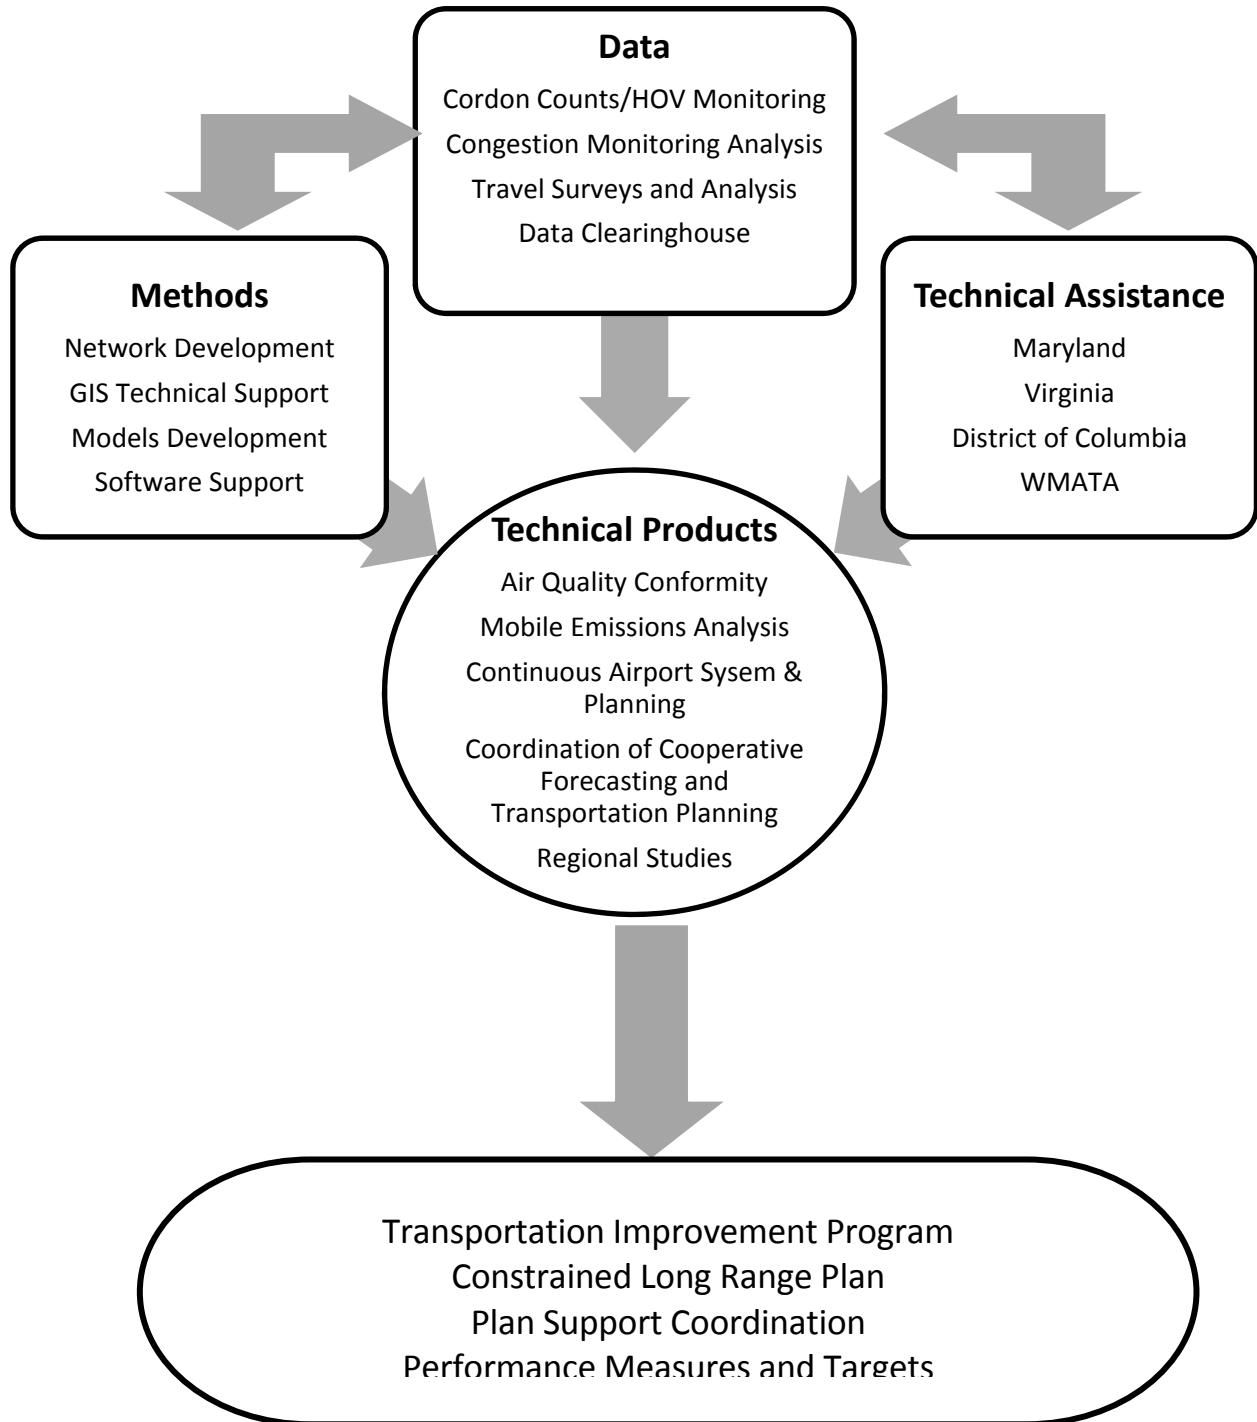 Data
Cordon Counts/HOV Monitoring
Congestion Monitoring Analysis
Travel Surveys and Analysis
Data Clearinghouse
Methods
Network Development
GIS Technical Support
Models Development
Software Support
Technical Assistance
Maryland
Virginia
District of Columbia
WMATA
Technical Products
Air Quality Conformity
Mobile Emissions Analysis
Continuous Airport Sysem &
Planning
Coordination of Cooperative
Forecasting and
Transportation Planning
Regional Studies
Transportation Improvement Program
Constrained Long Range Plan
Plan Support Coordination
Performance Measures and Targets